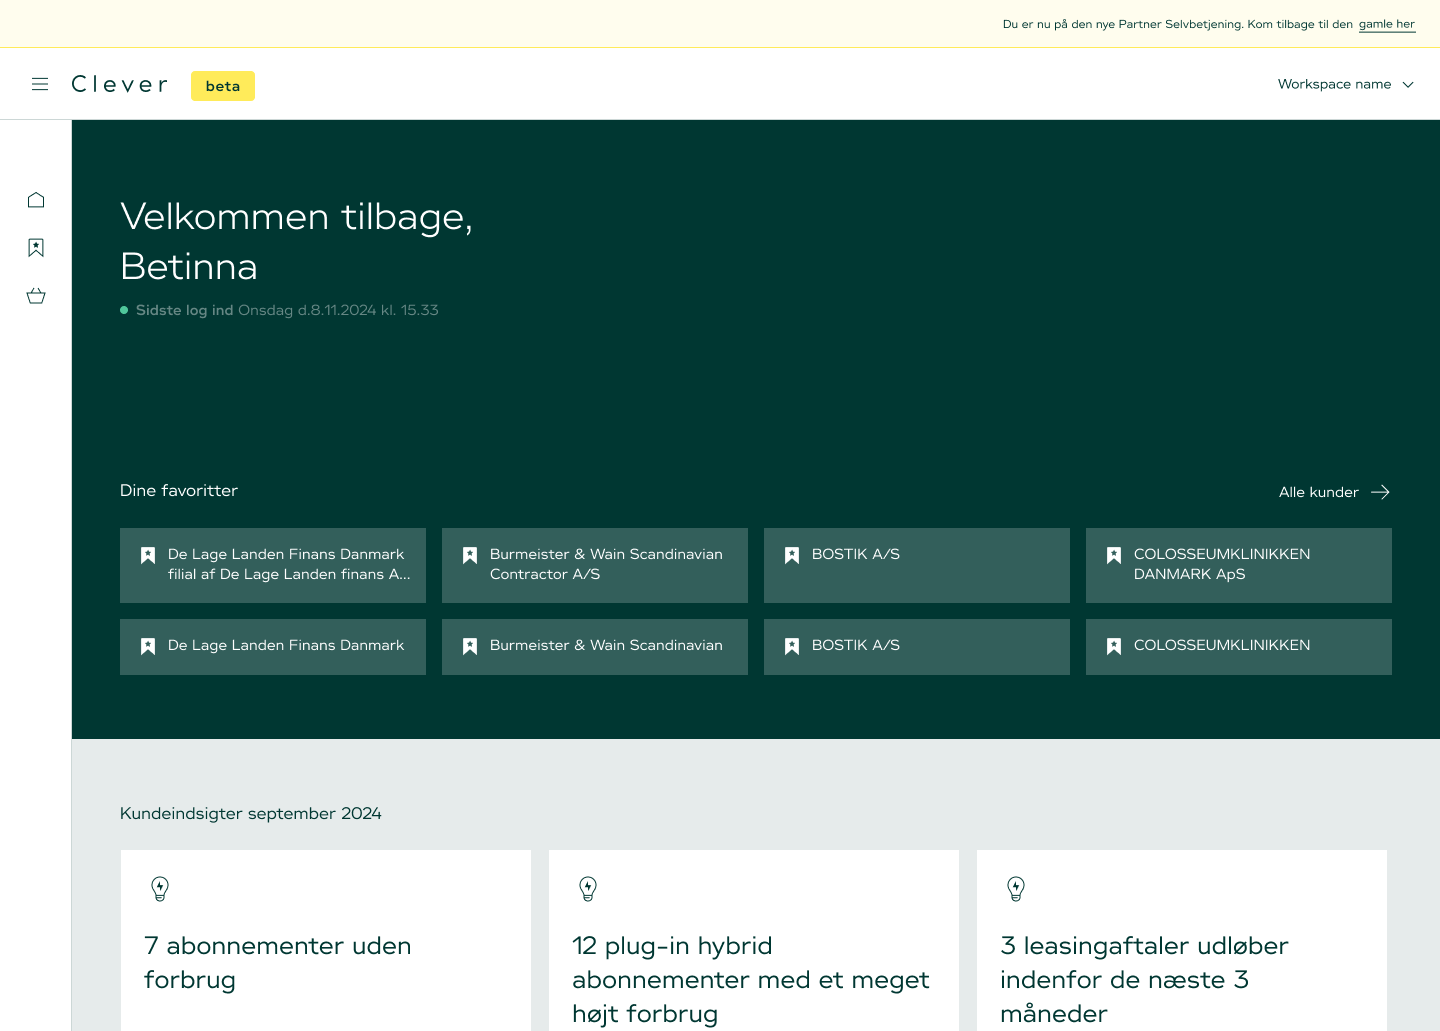 Du er nu på den nye Partner Selvbetjening. Kom tilbage til den gamle her
Clever
beta
Workspace name
Velkommen tilbage,
Betinna
Sidste log ind Onsdag d.8.11.2024 kl. 15.33
Dine favoritter
Alle kunder
De Lage Landen Finans Danmark
filial af De Lage Landen finans A...
Burmeister & Wain Scandinavian
Contractor A/S
BOSTIK A/S
COLOSSEUMKLINIKKEN
DANMARK ApS
De Lage Landen Finans Danmark
Burmeister & Wain Scandinavian
BOSTIK A/S
COLOSSEUMKLINIKKEN
Kundeindsigter september 2024
7 abonnementer uden
forbrug
12 plug-in hybrid
abonnementer med et meget
højt forbrug
3 leasingaftaler udløber
indenfor de næste 3
måneder